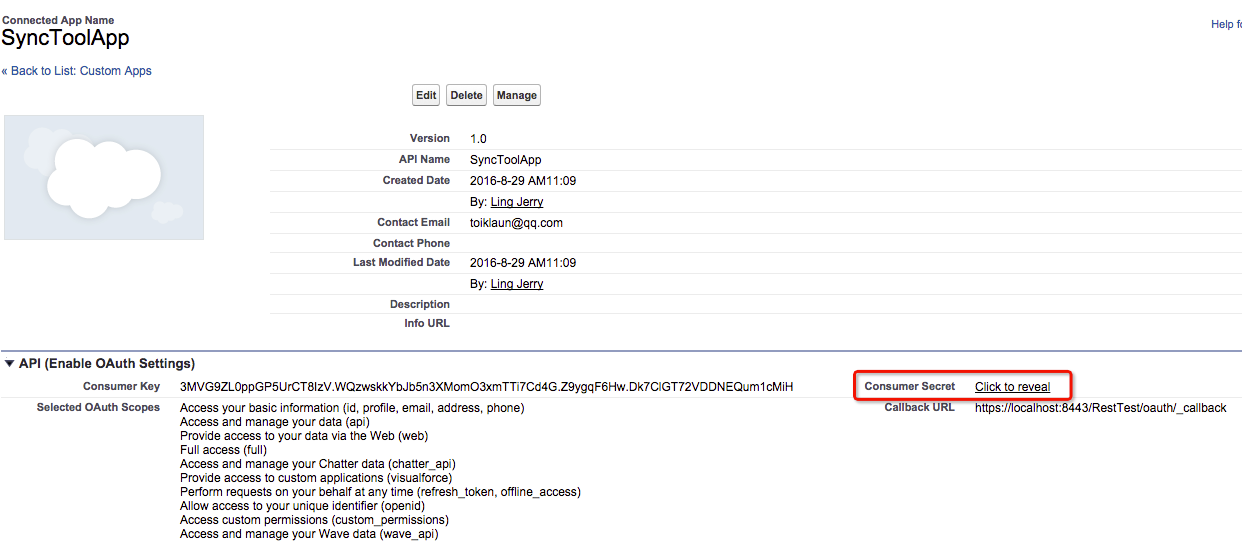 Connected App Name
SyncToolApp
Help fo
« Back to List: Custom Apps
Edit Delete Manage
Version 1.0
API Name SyncToolApp
Created Date 2016-8-29 AM11:09
By: Ling Jerry
Contact Email toiklaun@qq.com
Contact Phone
Last Modified Date 2016-8-29 AM11:09
By: Ling Jerry
Description
Info URL
API (Enable OAuth Settings)
Consumer Key 3MVG9ZL0ppGP5UrCT8IzV.WQzwskkYbJb5n3XMomO3xmTTi7Cd4G.Z9ygqF6Hw.Dk7ClGT72VDDNEQum1cMiH Consumer Secret Click to reveal
Selected OAuth Scopes Access your basic information (id, profile, email, address, phone) Callback URL https://localhost:8443/RestTest/oauth/_callback
Access and manage your data (api)
Provide access to your data via the Web (web)
Full access (full)
Access and manage your Chatter data (chatter_api)
Provide access to custom applications (visualforce)
Perform requests on your behalf at any time (refresh_token, offline_access)
Allow access to your unique identifier (openid)
Access custom permissions (custom_permissions)
Access and manage your Wave data (wave_api)